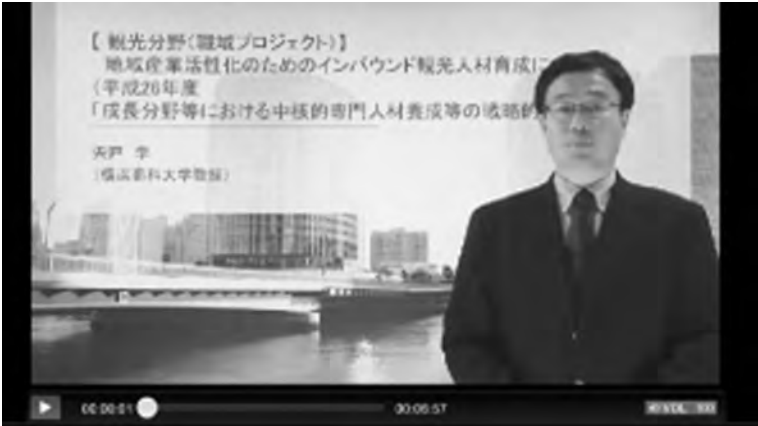 【 観光分野(職域プロジェクト)】
地域産業活性化のためのインバウンド観光人材育成に
(平成26年度
「成長分野等における中核的専門人材養成等の戦略的
宍戸 学
(横浜商科大学教授)
00:00:01
00:06:57
VOL 100